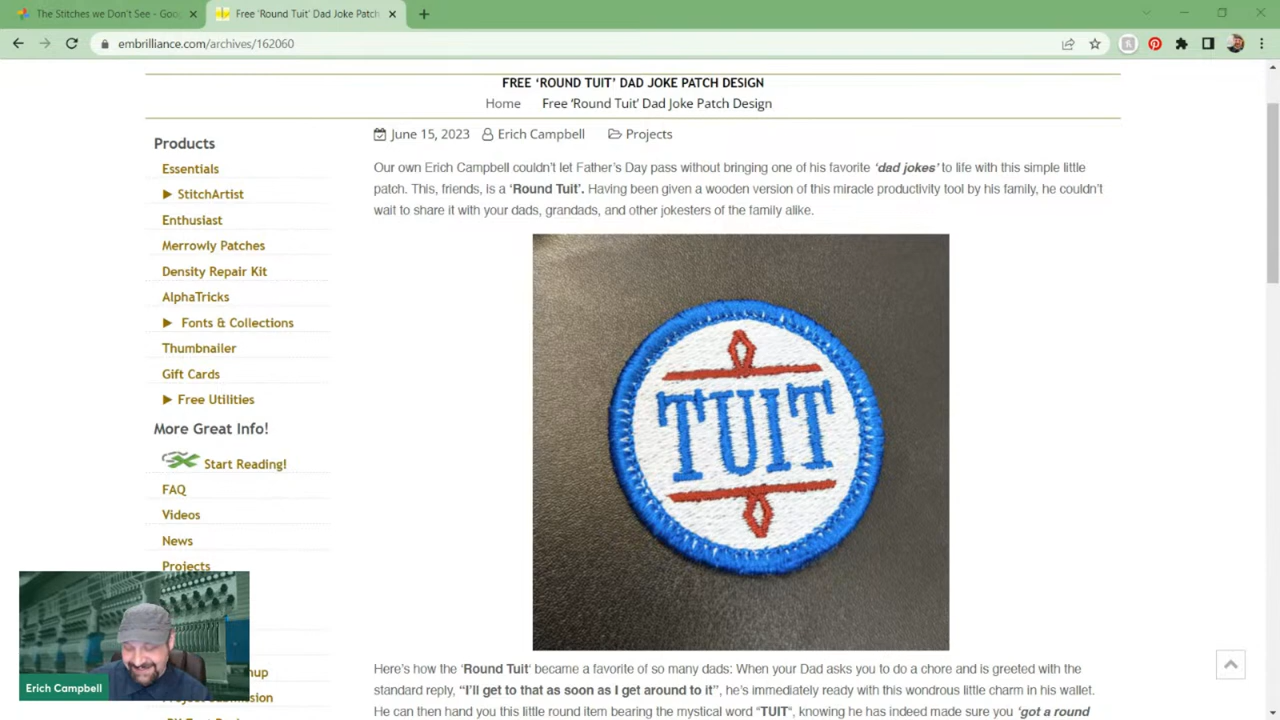 The Stitches we Don't See - Goo
Free 'Round Tuit' Dad Joke Patch
embrilliance.com/archives/162060
FREE ‘ROUND TUIT’ DAD JOKE PATCH DESIGN
Home Free ‘Round Tuit’ Dad Joke Patch Design
June 15, 2023 Erich Campbell Projects
Our own Erich Campbell couldn’t let Father’s Day pass without bringing one of his favorite ‘dad jokes’ to life with this simple little
patch. This, friends, is a ‘Round Tuit’. Having been given a wooden version of this miracle productivity tool by his family, he couldn’t
wait to share it with your dads, grandads, and other jokesters of the family alike.
Products
Essentials
StitchArtist
Enthusiast
Merrowly Patches
Density Repair Kit
AlphaTricks
Fonts & Collections
Thumbnailer
Gift Cards
Free Utilities
More Great Info!
Start Reading!
FAQ
Videos
News
Projects
TUIT
Erich Campbell
Here’s how the ‘Round Tuit‘ became a favorite of so many dads: When your Dad asks you to do a chore and is greeted with the
standard reply, “I’ll get to that as soon as I get around to it”, he’s immediately ready with this wondrous little charm in his wallet.
He can then hand you this little round item bearing the mystical word “TUIT“, knowing he has indeed made sure you ‘got a round